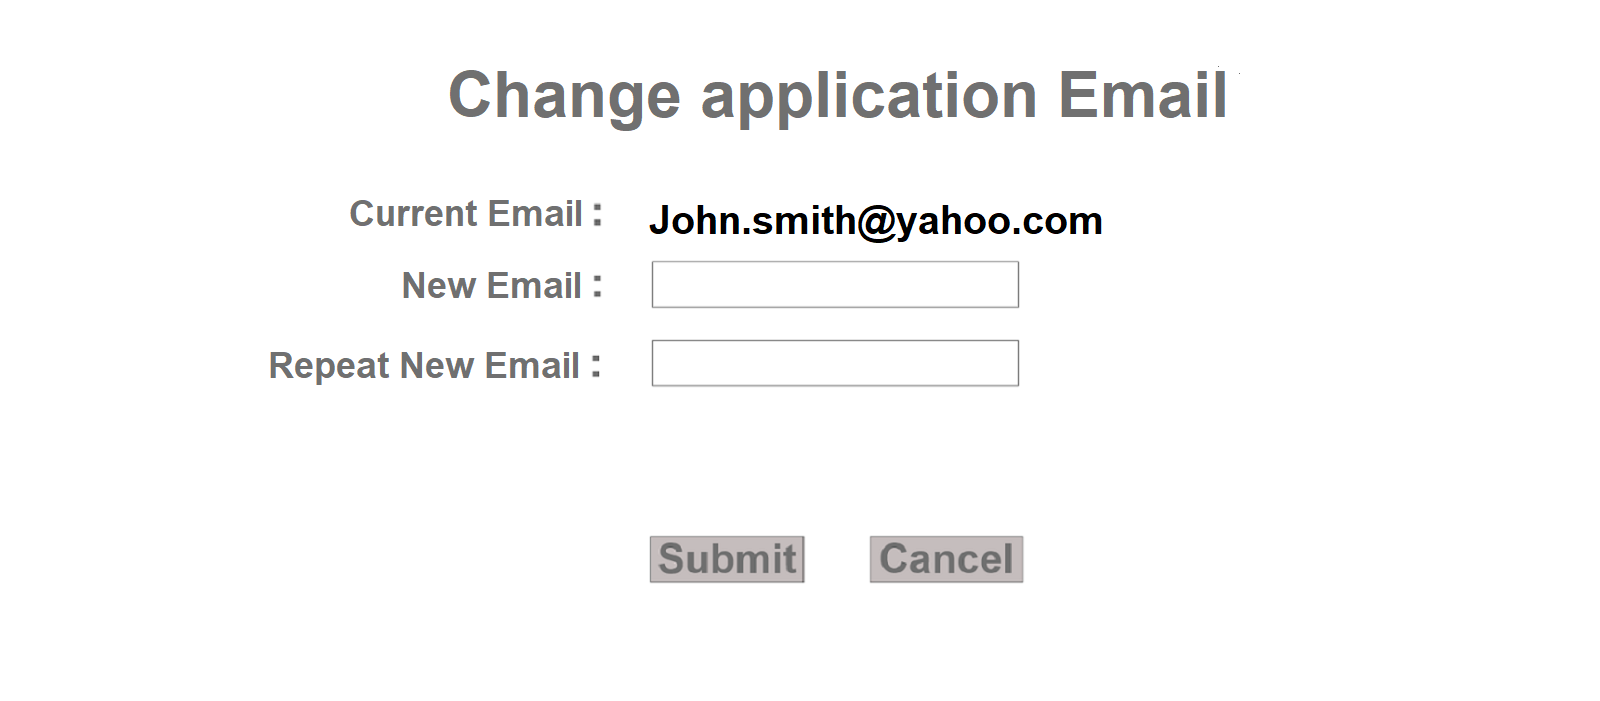 Change application Email
Current Email : John.smith@yahoo.com
New Email :
Repeat New Email :
Submit Cancel